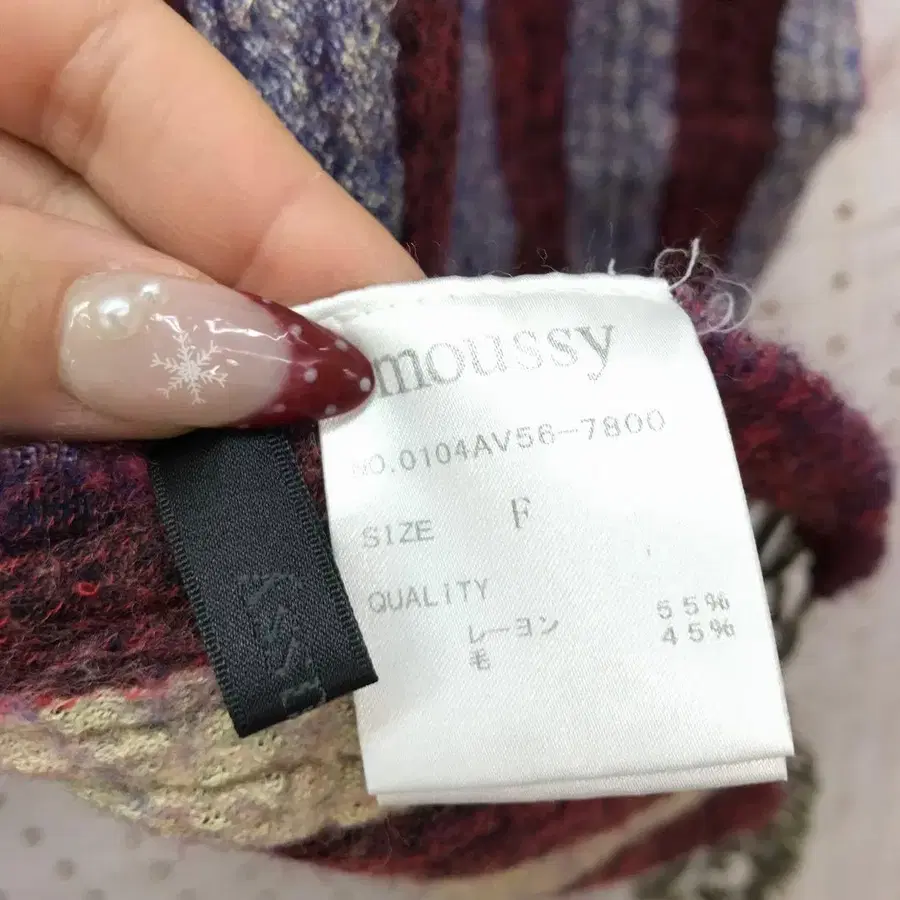 moussy
NO.0104AV56-7800
SIZE F
QUALITY
レーヨン 55%
毛 45%